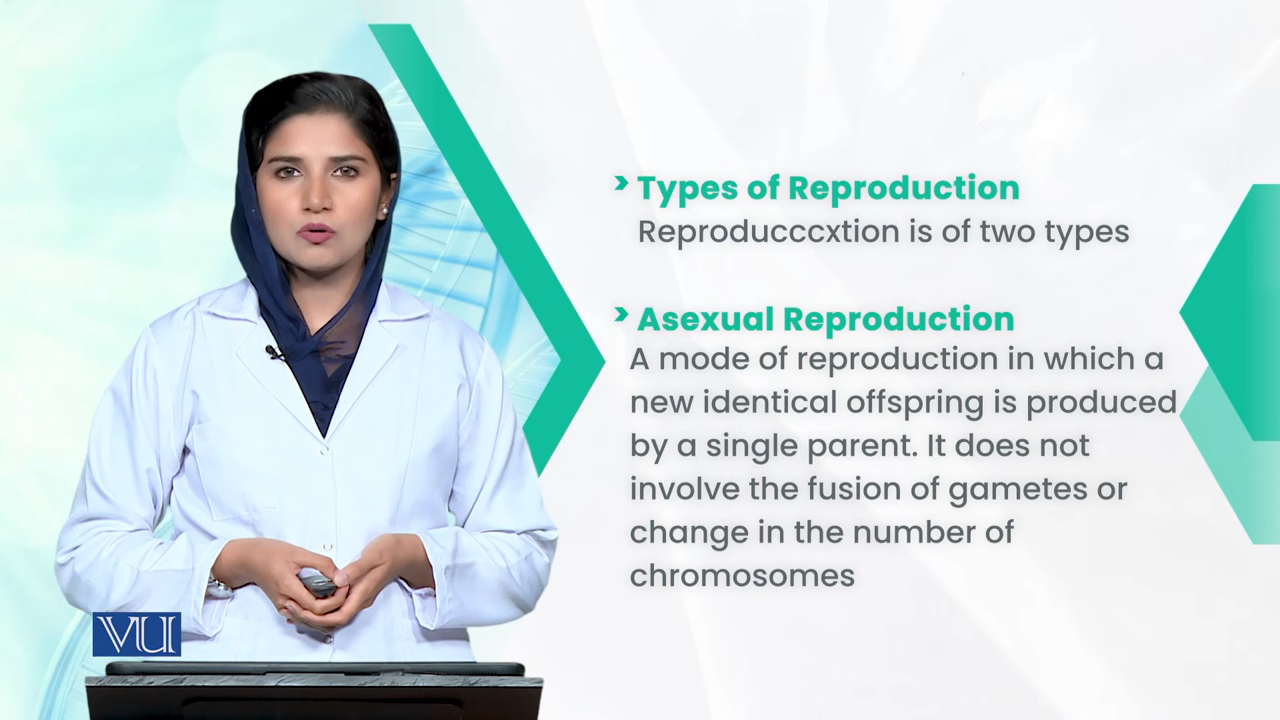 Types of Reproduction
Reproducccxtion is of two types
Asexual Reproduction
A mode of reproduction in which a
new identical offspring is produced
by a single parent. It does not
involve the fusion of gametes or
change in the number of
chromosomes
VU